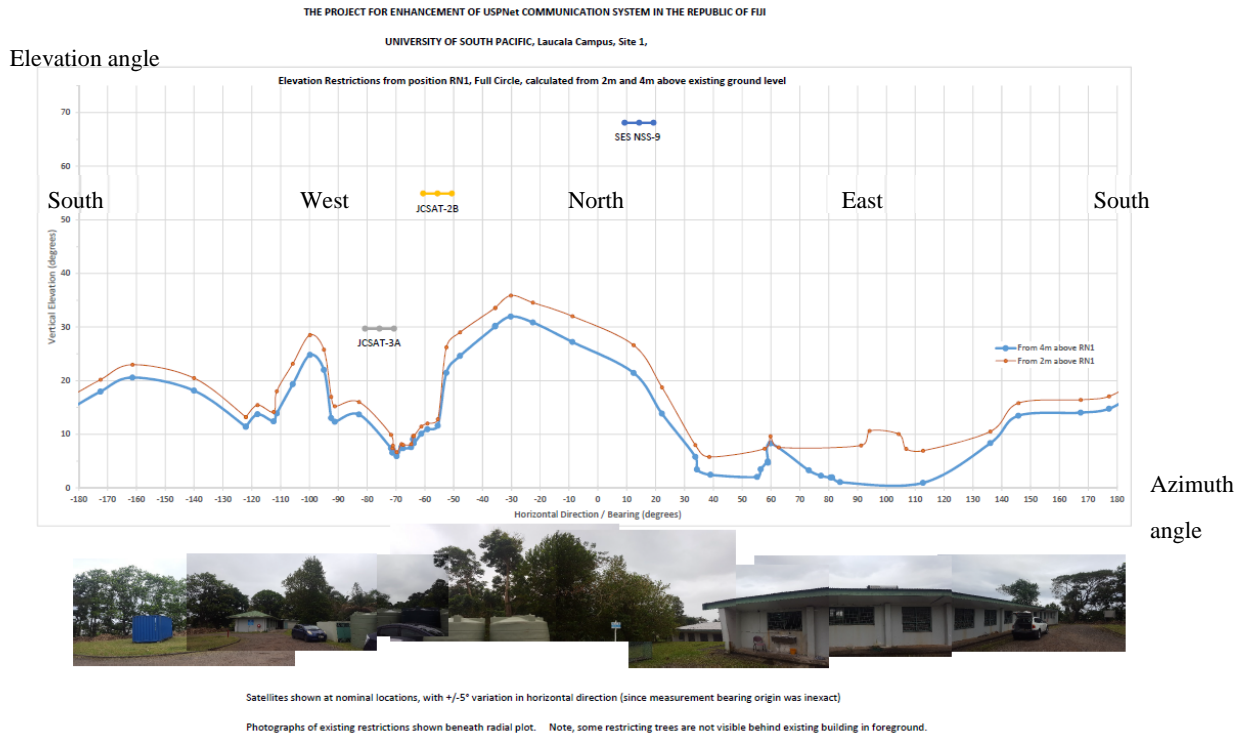 THE PROJECT FOR ENHANCEMENT OF USPNet COMMUNICATION SYSTEM IN THE REPUBLIC OF FIJI
UNIVERSITY OF SOUTH PACIFIC, Laucala Campus, Site 1,
Elevation angle
Elevation Restrictions from position RN1, Full Circle, calculated from 2m and 4m above existing ground level
70
SES NSS-9
60
South West North East South
JCSAT-2B
50
40
Vertical Elevation (degrees)
30
JCSAT-3A
From 4m above RN1
From 2m above RN1
20
10
0
-180 -170 -160 -150 -140 -130 -120 -110 -100 -90 -80 -70 -60 -50 -40 -30 -20 -10 0 10 20 30 40 50 60 70 80 90 100 110 120 130 140 150 160 170 180
Horizontal Direction / Bearing (degrees)
Azimuth
angle
Satellites shown at nominal locations, with +/-5° variation in horizontal direction (since measurement bearing origin was inexact)
Photographs of existing restrictions shown beneath radial plot. Note, some restricting trees are not visible behind existing building in foreground.